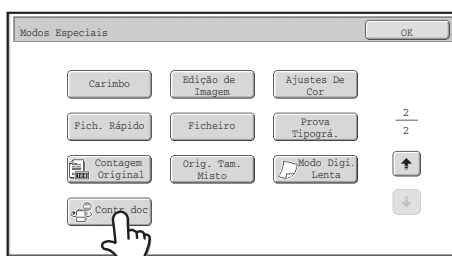 Modos Especiais
OK
Carimbo
Edição de
Imagem
Ajustes De
Cor
Fich. Rápido
Ficheiro
Prova
Tipográ.
2
2
Contagem
Original
Orig. Tam.
Misto
Modo Digi.
Lenta
Contr doc